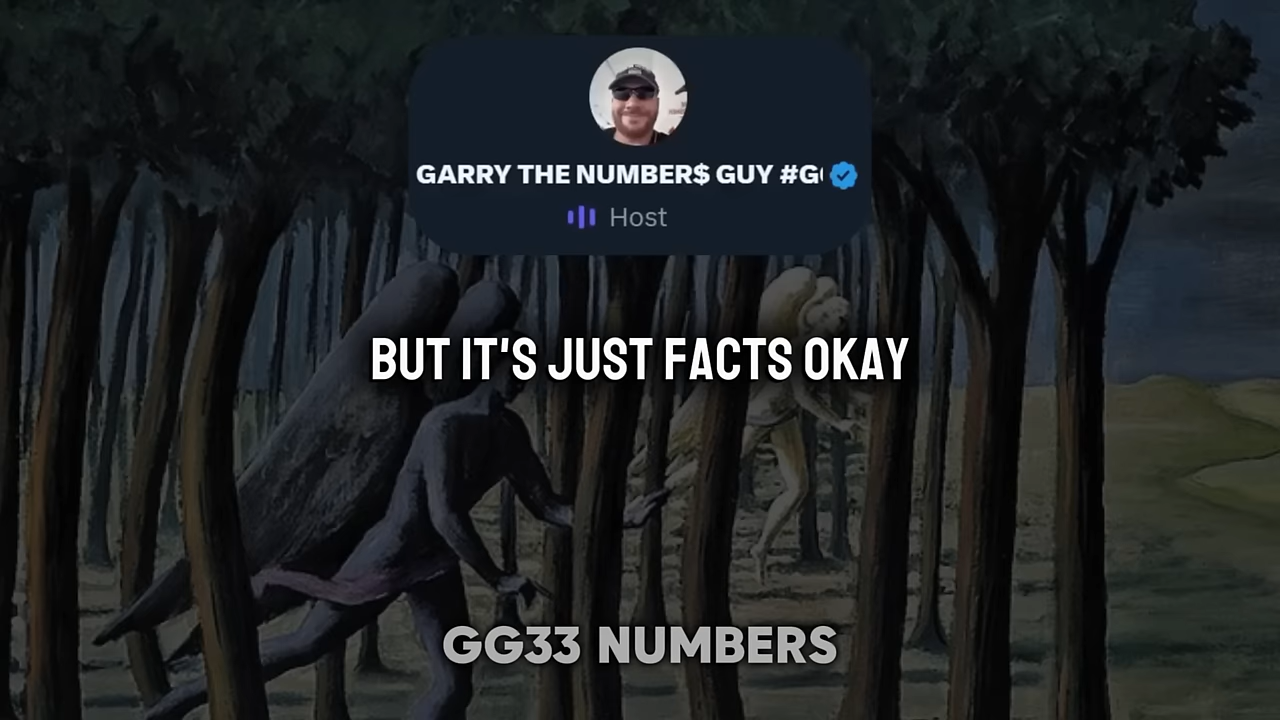 GARRY THE NUMBER$ GUY #G
Host
BUT IT'S JUST FACTS OKAY
GG33 NUMBERS